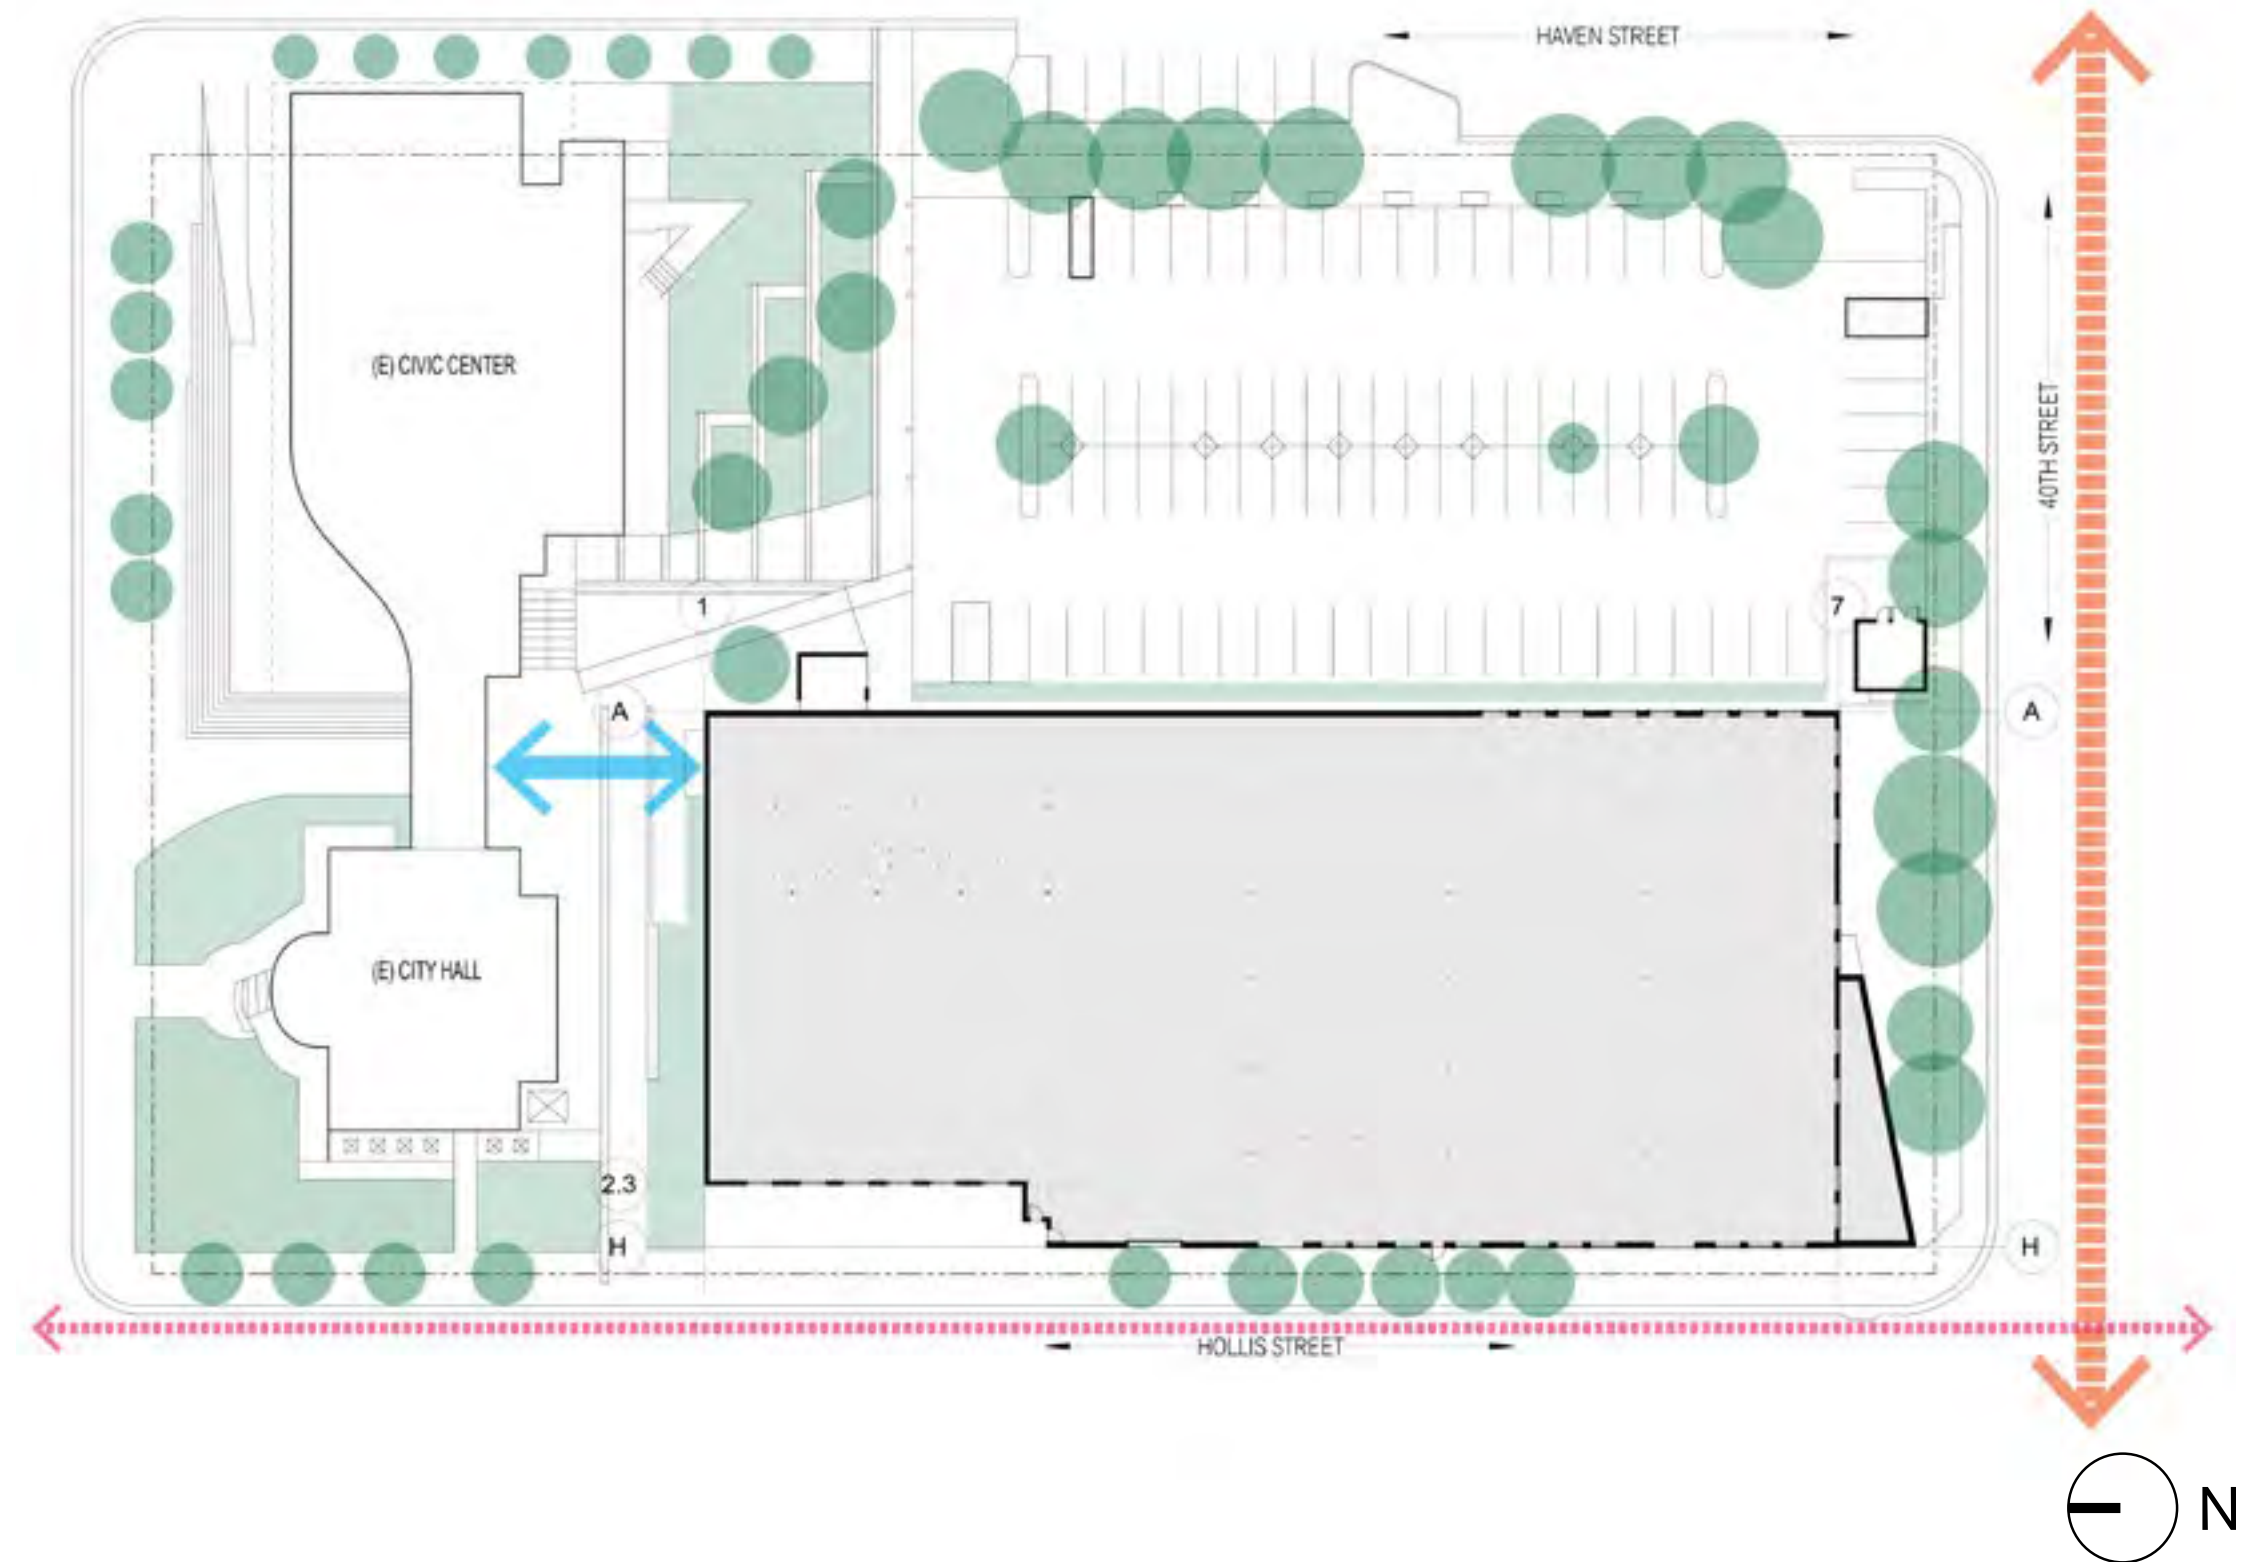 HAVEN STREET
(E) CIVIC CENTER
40TH STREET
1
7
A
A
(E) CITY HALL
2.3
H
H
HOLLIS STREET
N